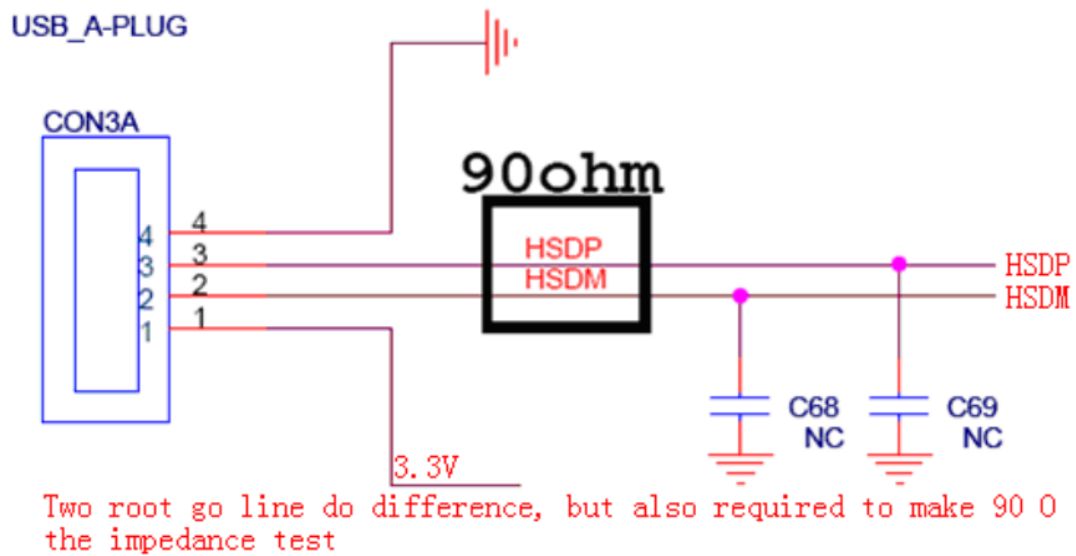 USB_A-PLUG
CON3A
90ohm
4 4
HSDP
3 3
HSDP
HSDM
2 2
HSDM
1 1
C68
NC
C69
NC
3.3V
Two root go line do difference, but also required to make 90 O
the impedance test